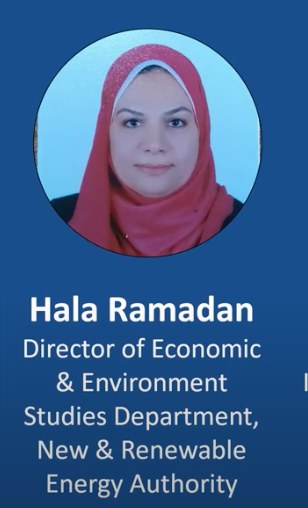 Hala Ramadan
Director of Economic
& Environment
Studies Department,
New & Renewable
Energy Authority